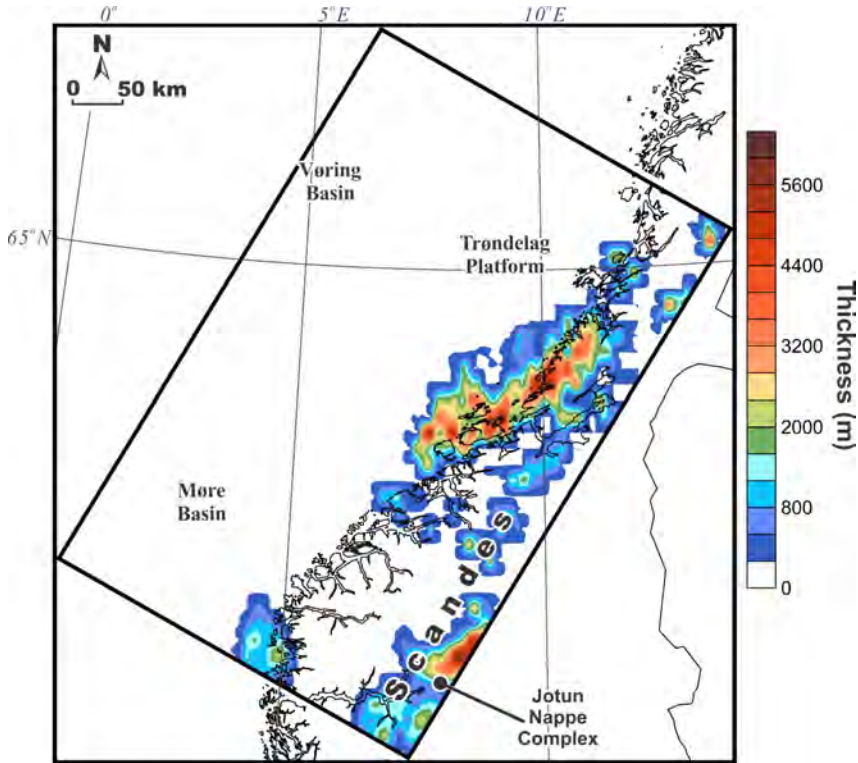 0° 5°E 10°E
N
0 50 km
Vøring
Basin
65°N
Trøndelag
Platform
Møre
Basin
Scandes
Jotun
Nappe
Complex
5600
4400
3200
2000
800
0
Thickness (m)